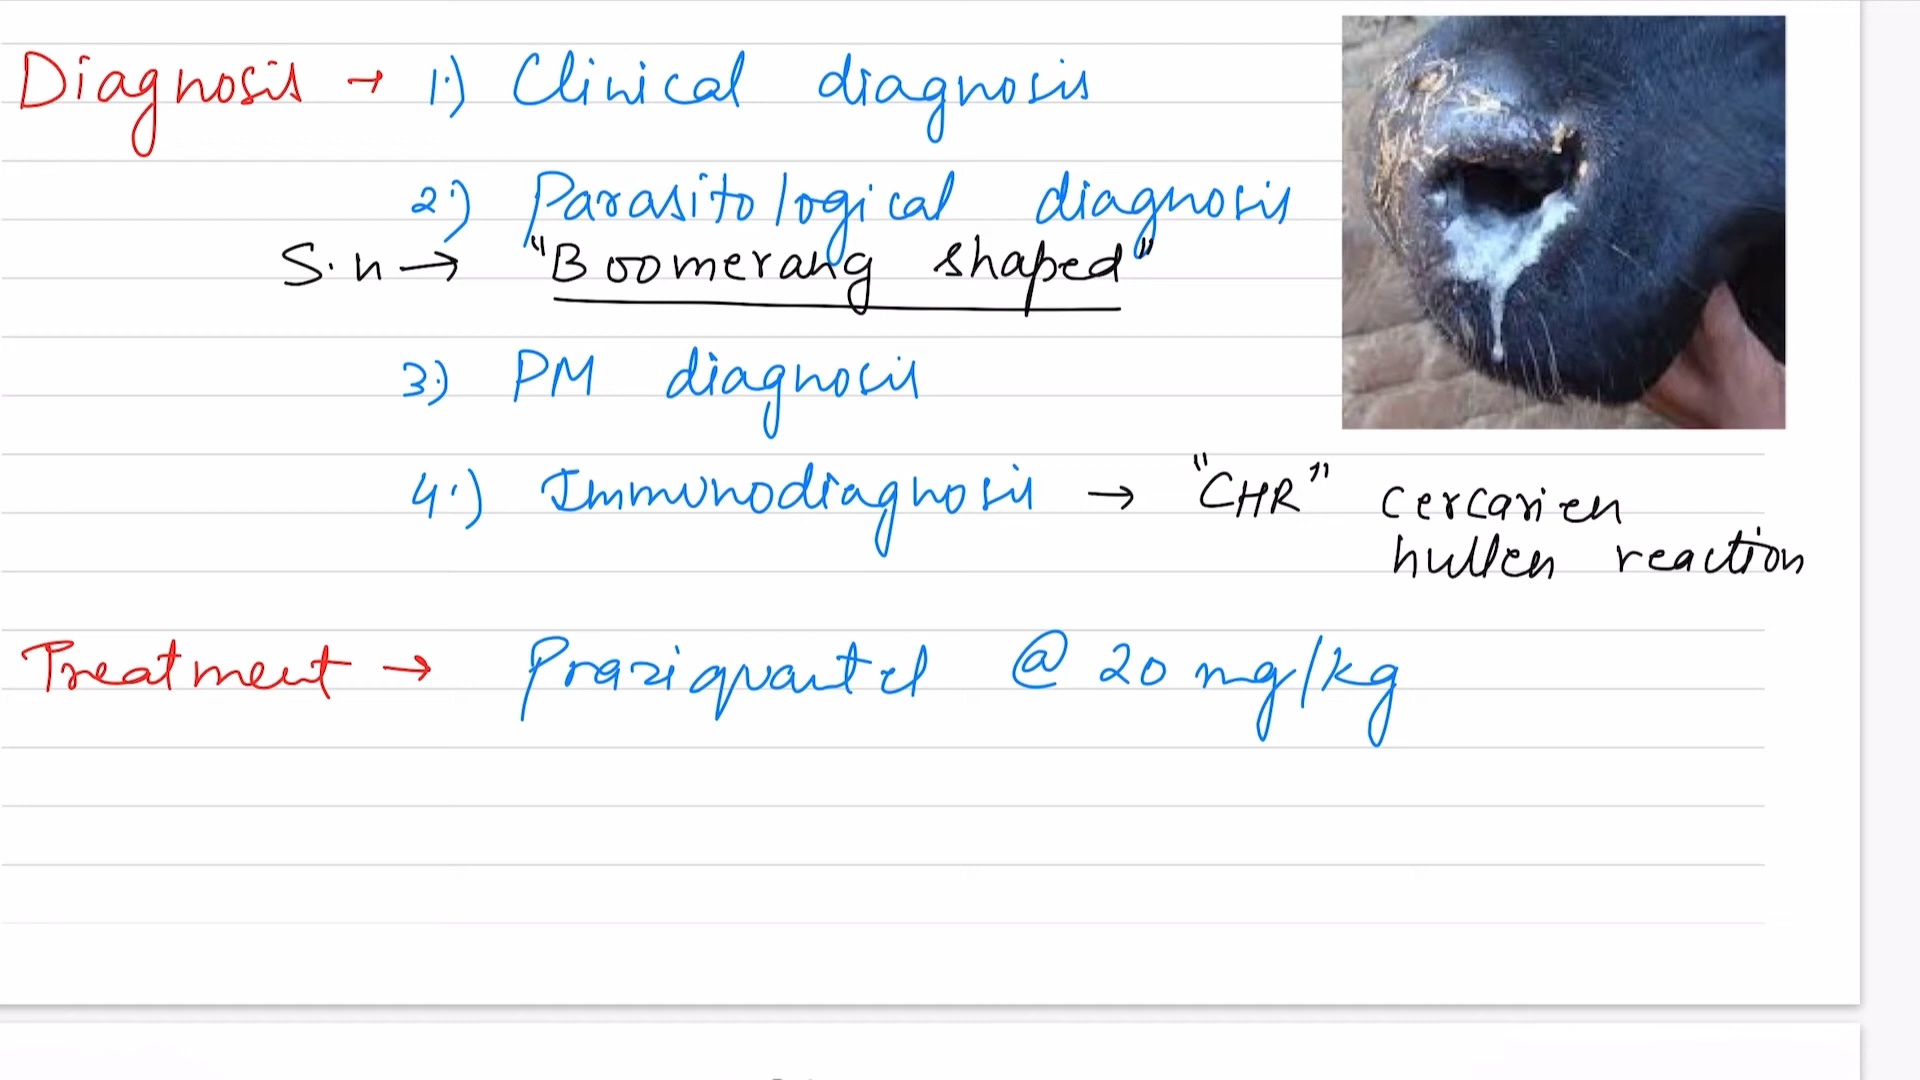 Diagnosis → 1.) Clinical diagnosis
2.) Parasitological diagnosis
S.n → "Boomerang shaped"
3.) PM diagnosis
4.) Immunodiagnosis → "CHR" cercarien
hullen reaction
Treatment → Praziquantel @ 20 mg/kg